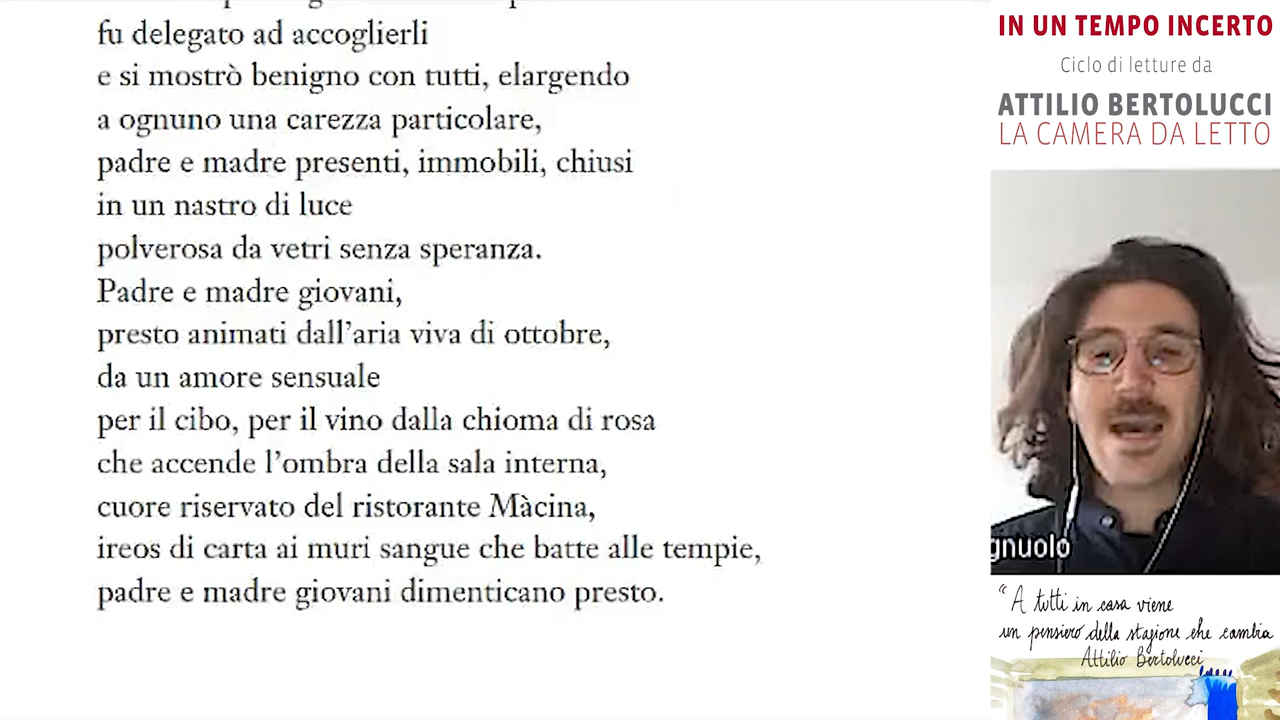 fu delegato ad accoglierli
e si mostrò benigno con tutti, elargendo
a ognuno una carezza particolare,
padre e madre presenti, immobili, chiusi
in un nastro di luce
polverosa da vetri senza speranza.
Padre e madre giovani,
presto animati dall’aria viva di ottobre,
da un amore sensuale
per il cibo, per il vino dalla chioma di rosa
che accende l’ombra della sala interna,
cuore riservato del ristorante Màcina,
ireos di carta ai muri sangue che batte alle tempie,
padre e madre giovani dimenticano presto.
IN UN TEMPO INCERTO
Ciclo di letture da
ATTILIO BERTOLUCCI
LA CAMERA DA LETTO
gnuolo
“A tutti in casa viene
un pensiero della stagione che cambia
Attilio Bertolucci